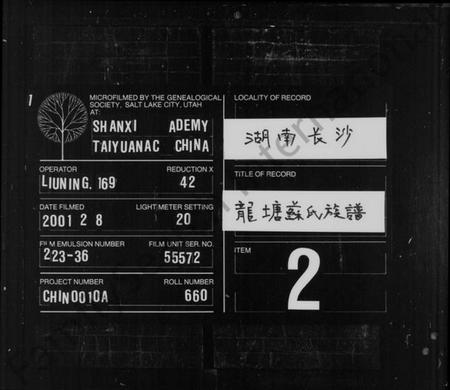 1
MICROFILMED BY THE GENEALOGICAL
SOCIETY, SALT LAKE CITY, UTAH
AT:
SHANXI ADEMY
TAIYUANAC CHINA
OPERATOR REDUCTION X
LIUNING. 169 42
DATE FILMED LIGHT METER SETTING
2001 2 8 20
FILM EMULSION NUMBER FILM UNIT SER. NO.
223-36 55572
PROJECT NUMBER ROLL NUMBER
CHIN0010A 660
LOCALITY OF RECORD
湖南长沙
TITLE OF RECORD
龍塘蘇氏族譜
ITEM
2